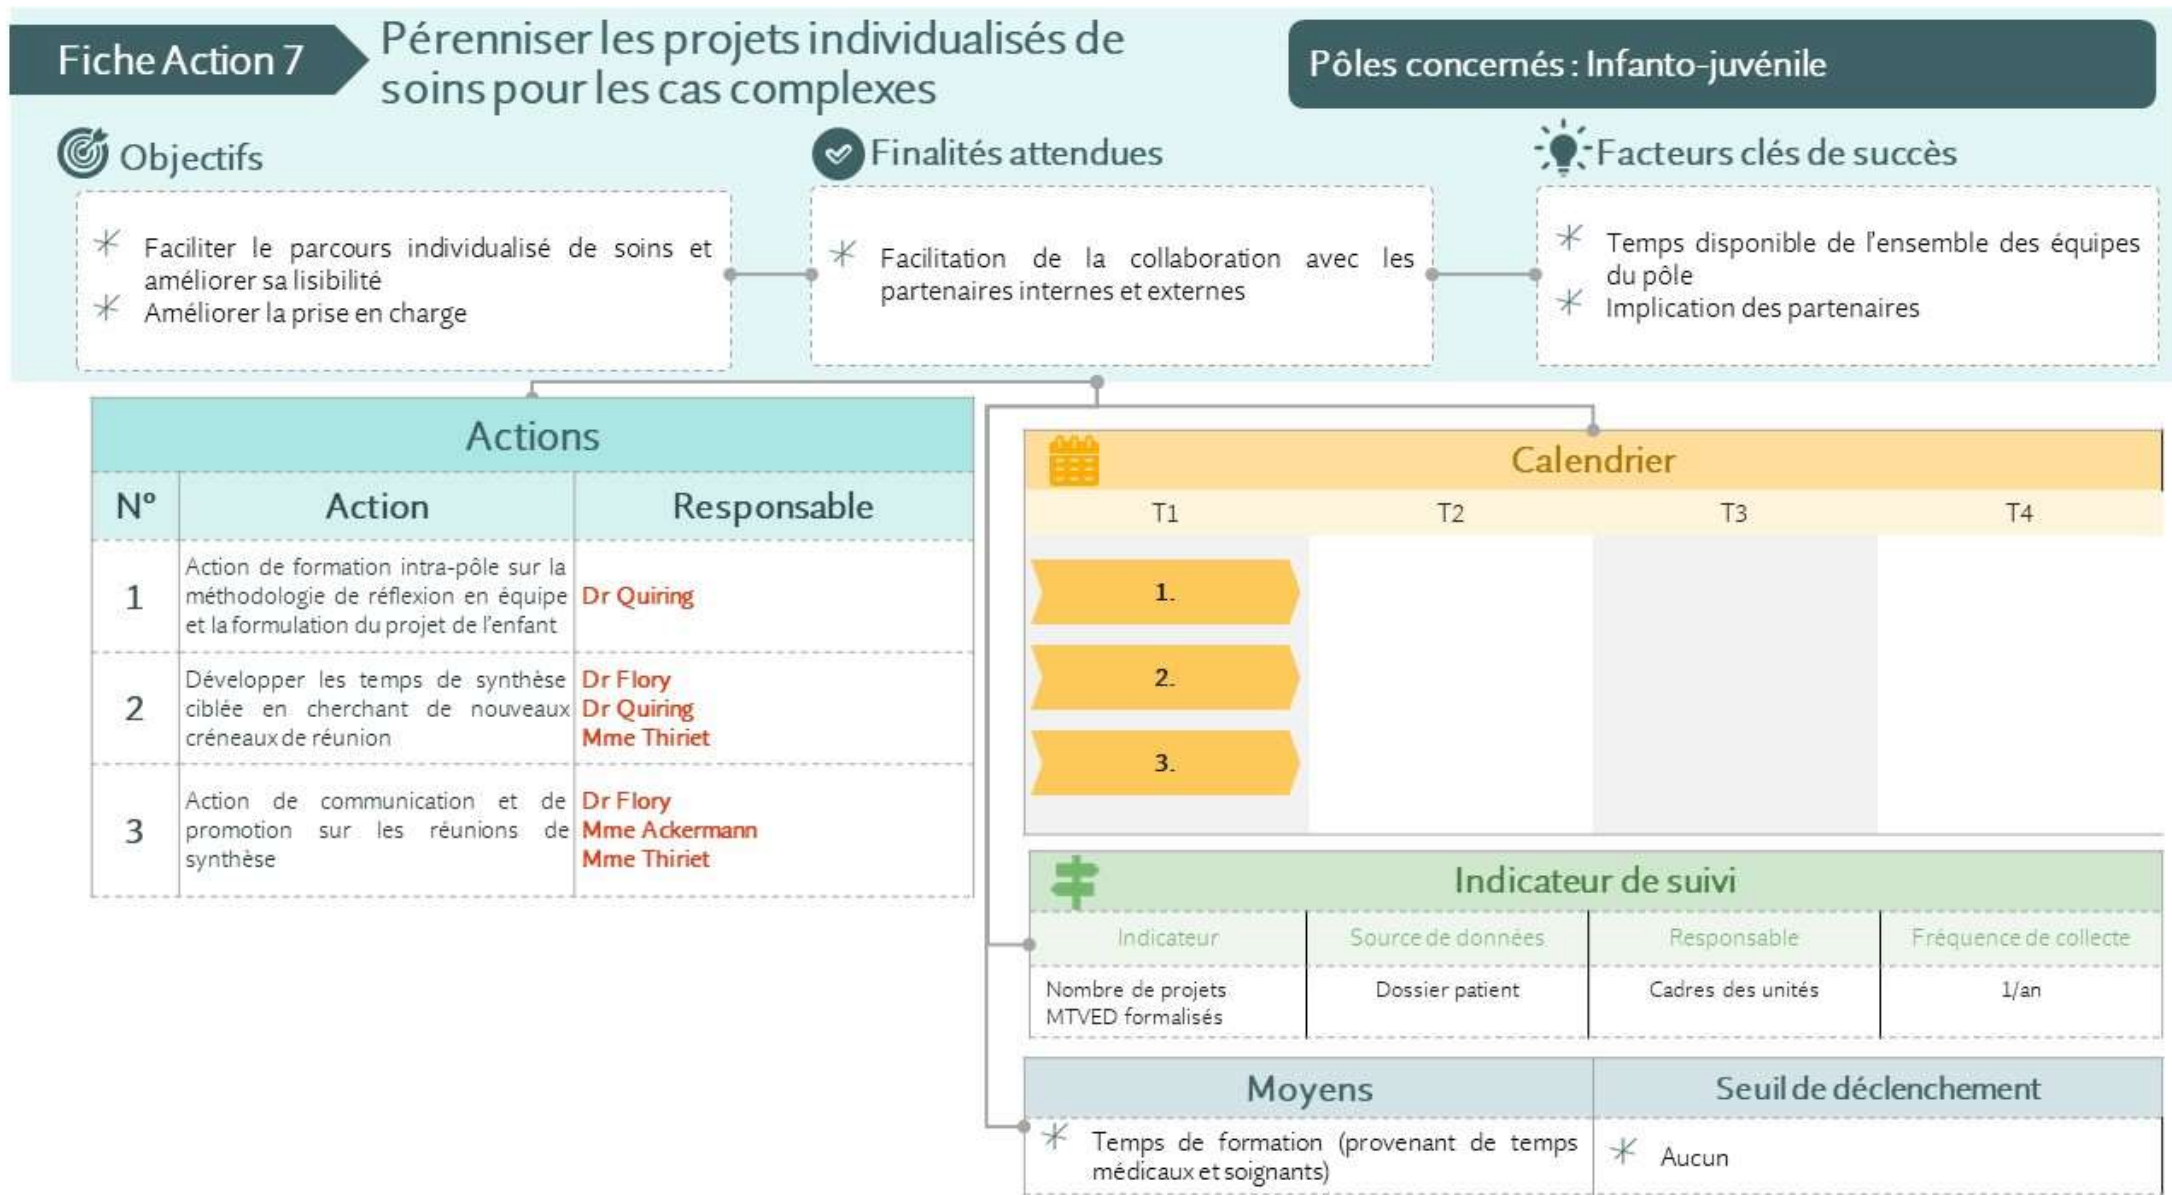 Fiche Action 7
Pérenniser les projets individualisés de
soins pour les cas complexes
Pôles concernés : Infanto-juvénile
Objectifs
Faciliter le parcours individualisé de soins et
améliorer sa lisibilité
Améliorer la prise en charge
Finalités attendues
Facilitation de la collaboration avec les
partenaires internes et externes
Facteurs clés de succès
Temps disponible de l'ensemble des équipes
du pôle
Implication des partenaires
Actions
N° Action Responsable
1
Action de formation intra-pôle sur la
méthodologie de réflexion en équipe
et la formulation du projet de l'enfant
Dr Quiring
2
Développer les temps de synthèse
ciblée en cherchant de nouveaux
créneaux de réunion
Dr Flory
Dr Quiring
Mme Thiriet
3
Action de communication et de
promotion sur les réunions de
synthèse
Dr Flory
Mme Ackermann
Mme Thiriet
Calendrier
T1 T2 T3 T4
1.
2.
3.
Indicateur de suivi
Indicateur Source de données Responsable Fréquence de collecte
Nombre de projets
MTVED formalisés
Dossier patient
Cadres des unités
1/an
Moyens
Temps de formation (provenant de temps
médicaux et soignants)
Seuil de déclenchement
Aucun